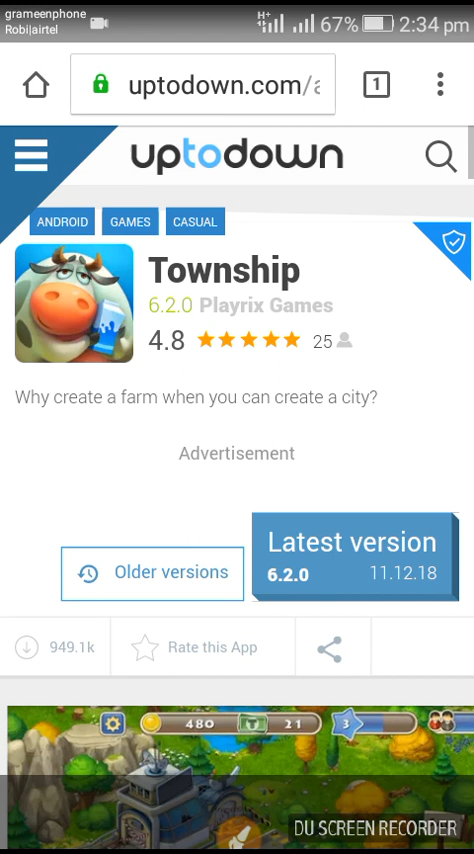 grameenphone
Robi|airtel
H+
67%
2:34 pm
uptodown.com/a
1
uptodown
ANDROID
GAMES
CASUAL
Township
6.2.0 Playrix Games
4.8
25
Why create a farm when you can create a city?
Advertisement
Older versions
Latest version
6.2.0
11.12.18
949.1k
Rate this App
480
21
3
DU SCREEN RECORDER